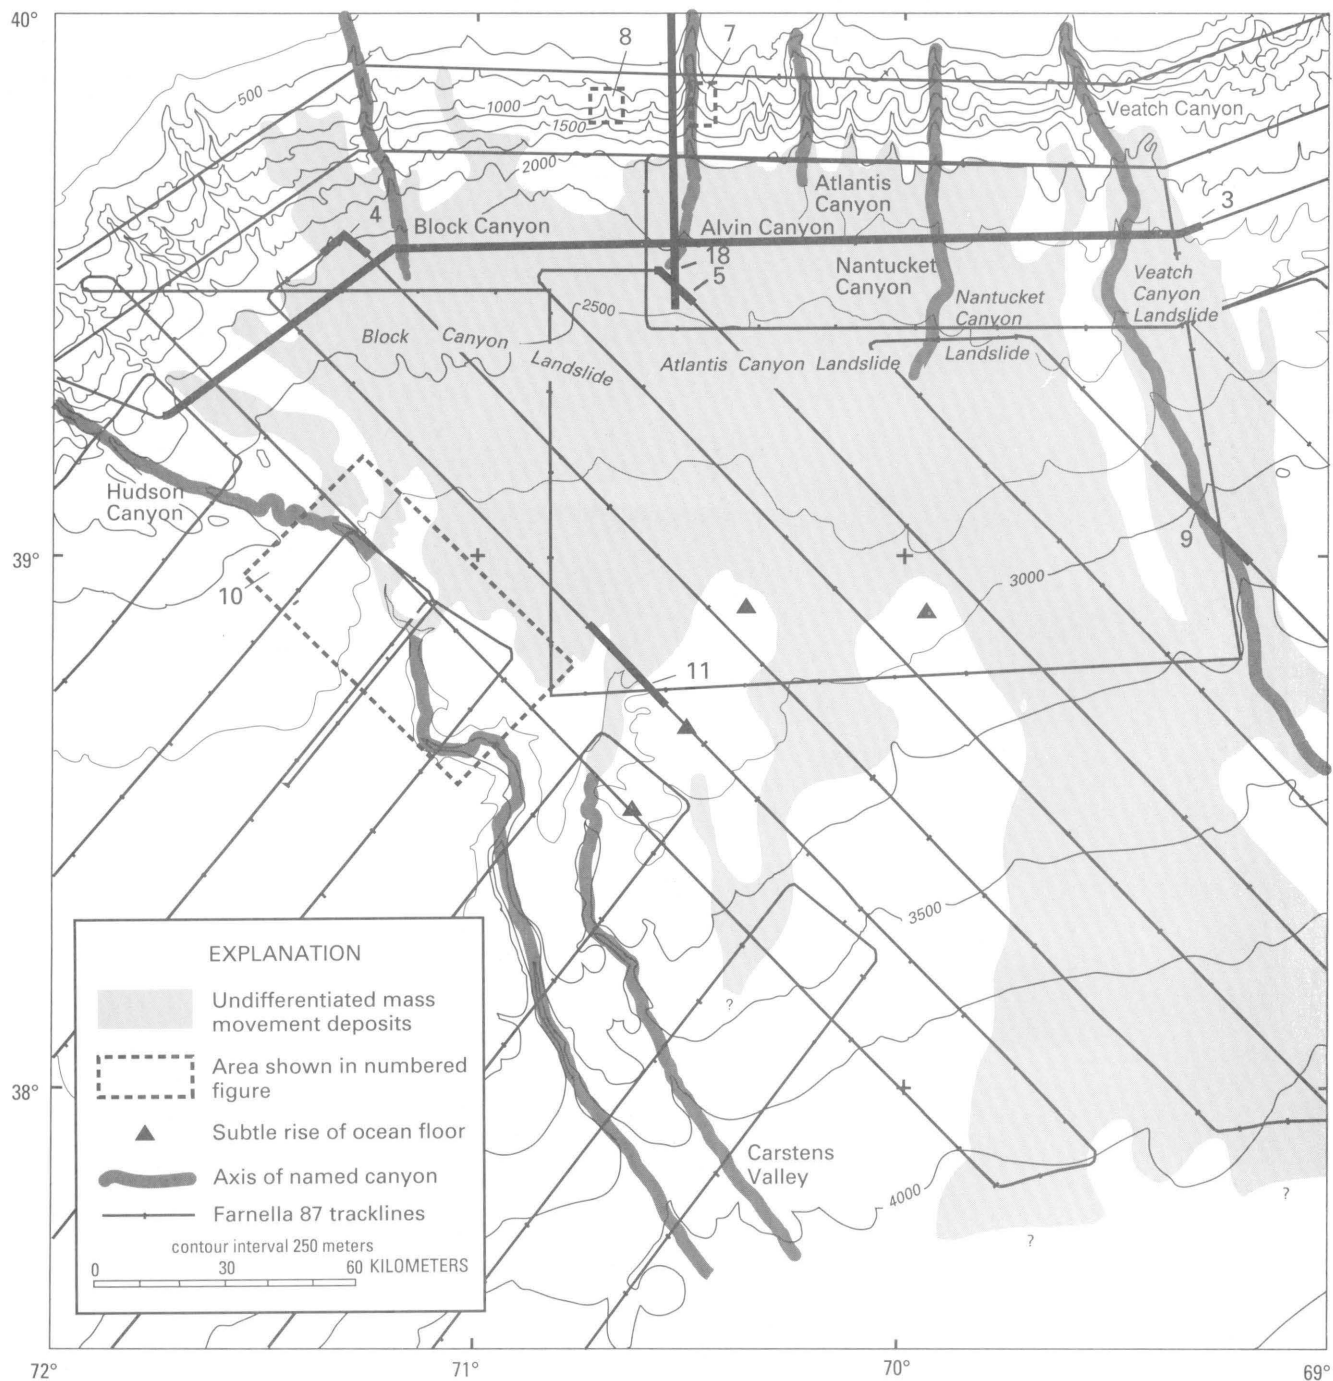 40°
8
7
500
1000
1500
2000
Veatch Canyon
4
Block Canyon
Atlantis
Canyon
Alvin Canyon
3
18
5
Nantucket
Canyon
Veatch
Canyon
Landslide
Nantucket
Canyon
Landslide
2500
Block Canyon Landslide
Atlantis Canyon Landslide
Hudson
Canyon
9
39°
3000
10
11
3500
?
EXPLANATION
Undifferentiated mass
movement deposits
Area shown in numbered
figure
Subtle rise of ocean floor
Axis of named canyon
Farnella 87 tracklines
contour interval 250 meters
0 30 60 KILOMETERS
38°
Carstens
Valley
4000
?
?
72°
71°
70°
69°